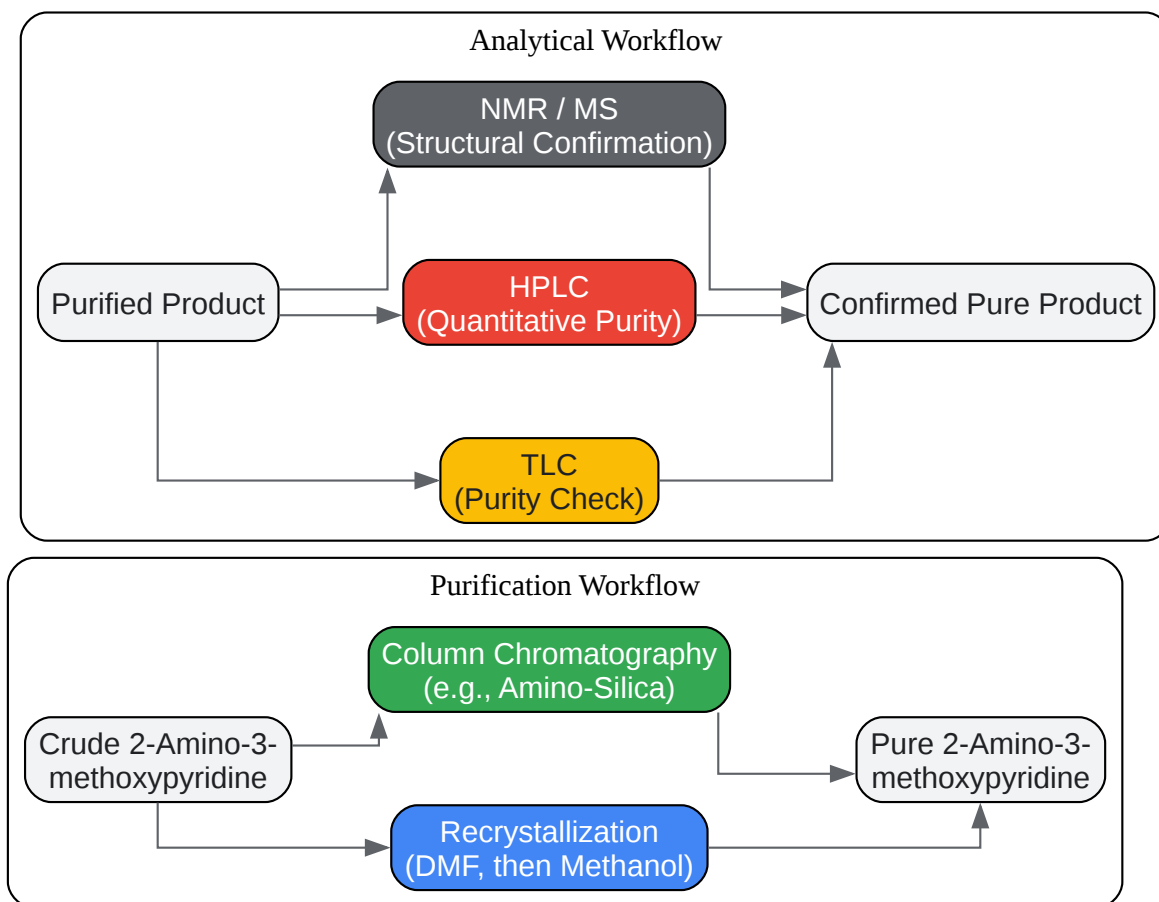 Analytical Workflow
NMR / MS
(Structural Confirmation)
Purified Product
HPLC
(Quantitative Purity)
Confirmed Pure Product
TLC
(Purity Check)
Purification Workflow
Column Chromatography
(e.g., Amino-Silica)
Crude 2-Amino-3-
methoxypyridine
Pure 2-Amino-3-
methoxypyridine
Recrystallization
(DMF, then Methanol)